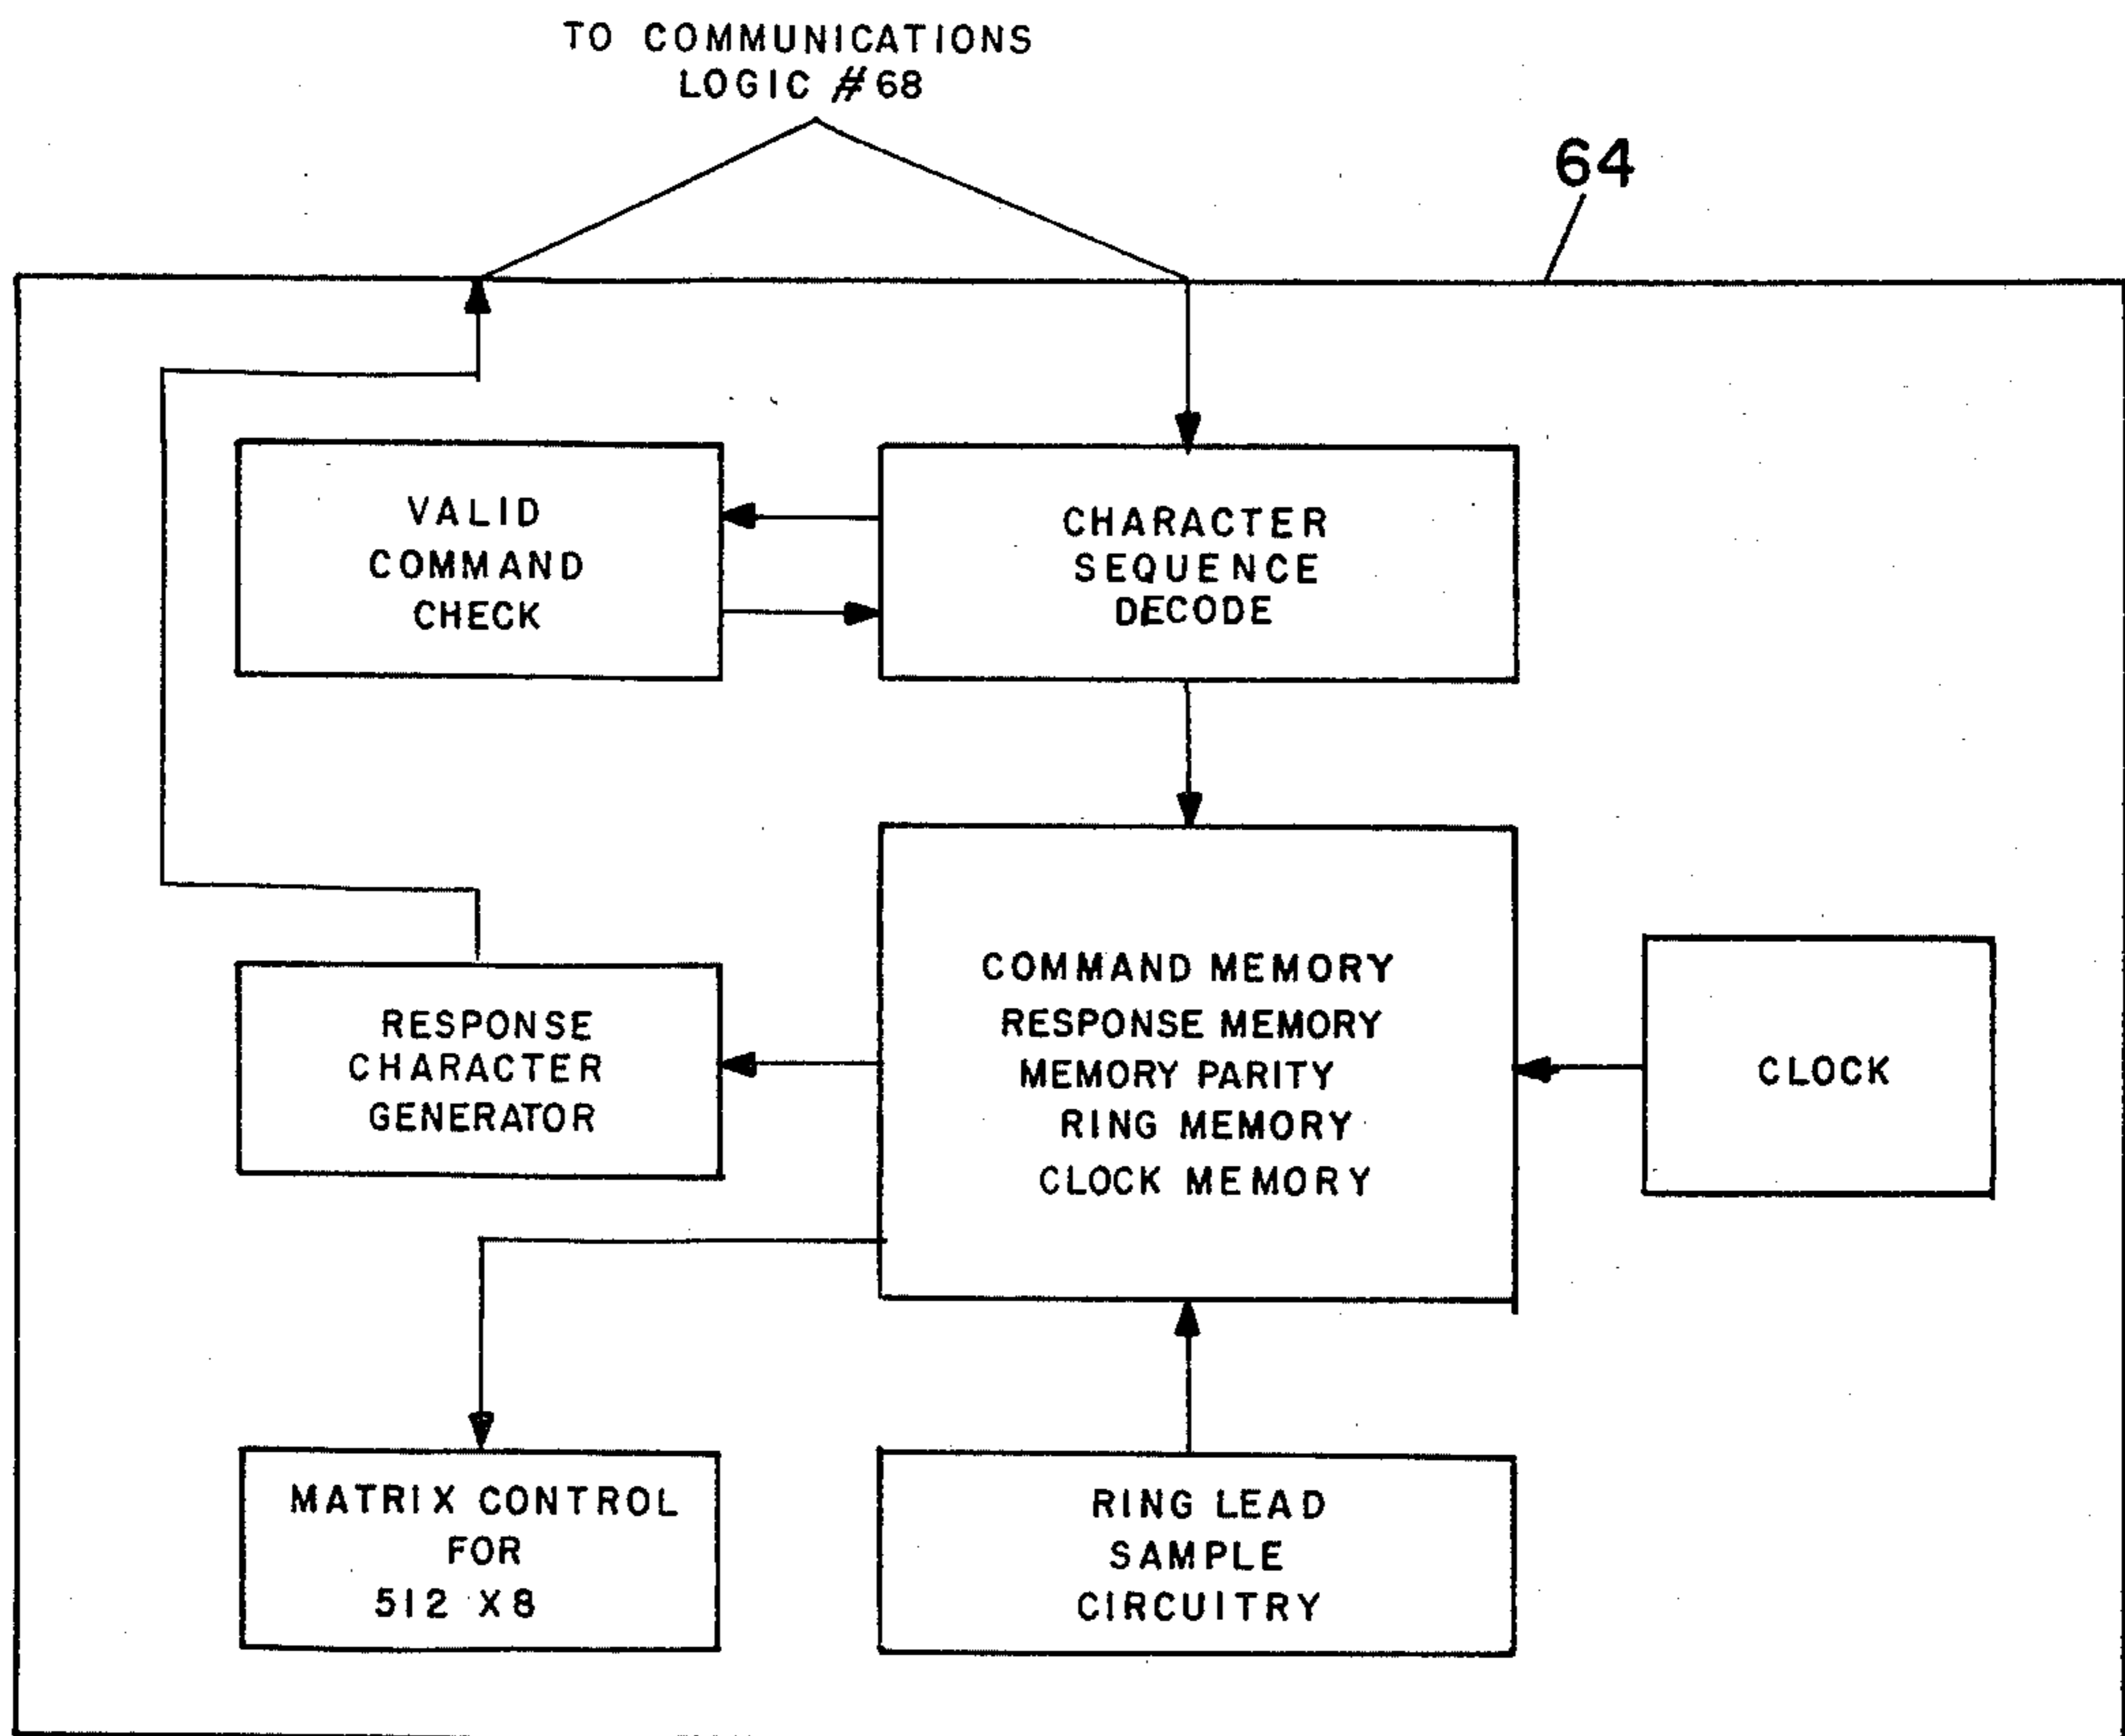 TO COMMUNICATIONS
LOGIC #68
64
VALID
COMMAND
CHECK
CHARACTER
SEQUENCE
DECODE
COMMAND MEMORY
RESPONSE MEMORY
MEMORY PARITY
RING MEMORY
CLOCK MEMORY
CLOCK
RESPONSE
CHARACTER
GENERATOR
MATRIX CONTROL
FOR
512 X8
RING LEAD
SAMPLE
CIRCUITRY